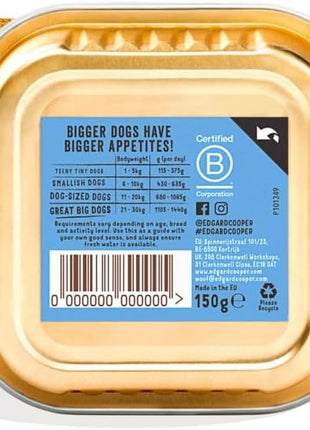 BIGGER DOGS HAVE
BIGGER APPETITES!
Bodyweight g (per day)
TEENY TINY DOGS 1 - 5kg 115 - 375g
SMALLISH DOGS 6 - 10kg 430 - 635g
DOG-SIZED DOGS 11 - 20kg 680 - 1065g
GREAT BIG DOGS 21 - 30kg 1105 - 1440g
Requirements vary depending on age, breed
and activity level. Use this as a guide with
your own good sense, and always ensure
fresh water is available.
0 000000 000000 >
Certified
B
Corporation
@EDGARDCOOPER
EU: Spinnerijstraat 101/23,
BE-8500 Kortrijk
UK: 206 Clerkenwell Workshops,
31 Clerkenwell Close, EC1R 0AT
www.edgardcooper.com
woof@edgardcooper.com
Made in the EU
150g e
P101349
Please
Recycle